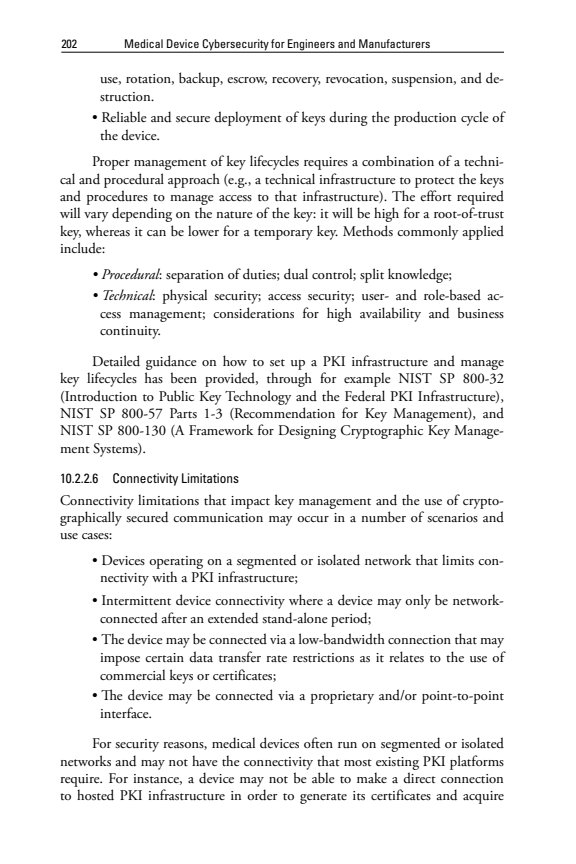 202 Medical Device Cybersecurity for Engineers and Manufacturers
use, rotation, backup, escrow, recovery, revocation, suspension, and de-
struction.
• Reliable and secure deployment of keys during the production cycle of
the device.
Proper management of key lifecycles requires a combination of a techni-
cal and procedural approach (e.g., a technical infrastructure to protect the keys
and procedures to manage access to that infrastructure). The effort required
will vary depending on the nature of the key: it will be high for a root-of-trust
key, whereas it can be lower for a temporary key. Methods commonly applied
include:
• Procedural: separation of duties; dual control; split knowledge;
• Technical: physical security; access security; user- and role-based ac-
cess management; considerations for high availability and business
continuity.
Detailed guidance on how to set up a PKI infrastructure and manage
key lifecycles has been provided, through for example NIST SP 800-32
(Introduction to Public Key Technology and the Federal PKI Infrastructure),
NIST SP 800-57 Parts 1-3 (Recommendation for Key Management), and
NIST SP 800-130 (A Framework for Designing Cryptographic Key Manage-
ment Systems).
10.2.2.6 Connectivity Limitations
Connectivity limitations that impact key management and the use of crypto-
graphically secured communication may occur in a number of scenarios and
use cases:
• Devices operating on a segmented or isolated network that limits con-
nectivity with a PKI infrastructure;
• Intermittent device connectivity where a device may only be network-
connected after an extended stand-alone period;
• The device may be connected via a low-bandwidth connection that may
impose certain data transfer rate restrictions as it relates to the use of
commercial keys or certificates;
• The device may be connected via a proprietary and/or point-to-point
interface.
For security reasons, medical devices often run on segmented or isolated
networks and may not have the connectivity that most existing PKI platforms
require. For instance, a device may not be able to make a direct connection
to hosted PKI infrastructure in order to generate its certificates and acquire